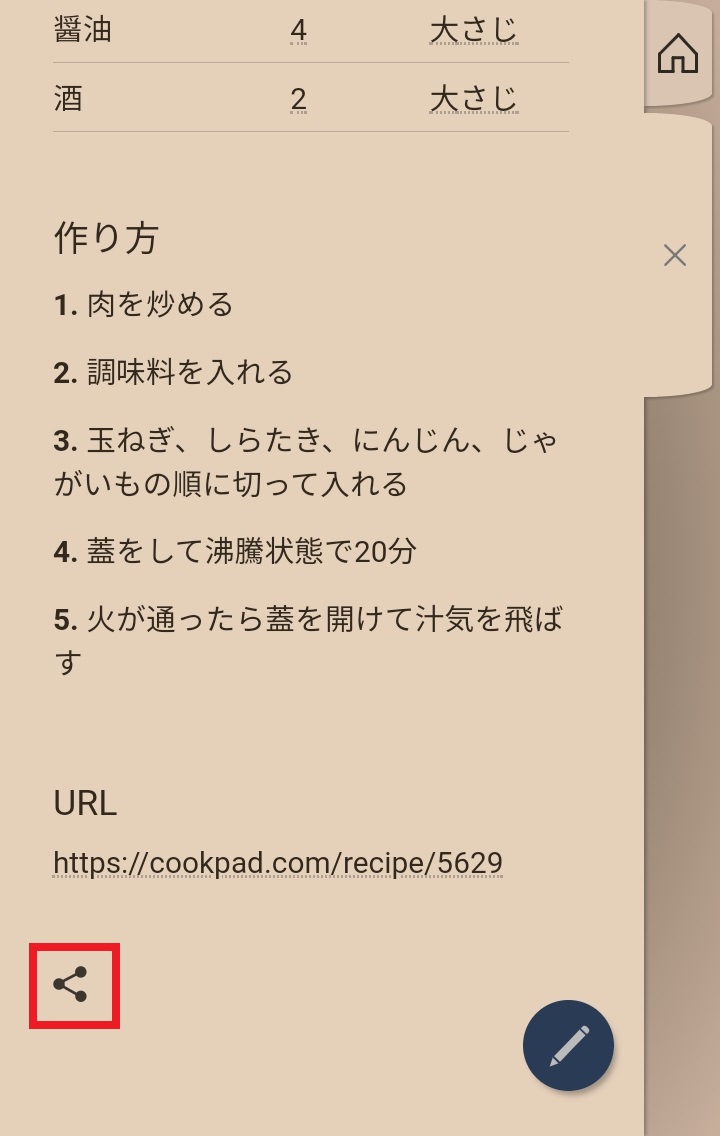 醤油 4 大さじ
酒 2 大さじ
作り方
1. 肉を炒める
2. 調味料を入れる
3. 玉ねぎ、しらたき、にんじん、じゃ
がいもの順に切って入れる
4. 蓋をして沸騰状態で20分
5. 火が通ったら蓋を開けて汁気を飛ば
す
URL
https://cookpad.com/recipe/5629